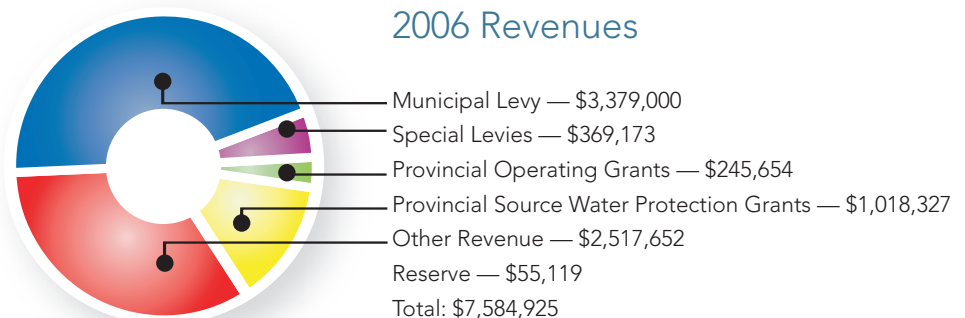 2006 Revenues
Municipal Levy — $3,379,000
Special Levies — $369,173
Provincial Operating Grants — $245,654
Provincial Source Water Protection Grants — $1,018,327
Other Revenue — $2,517,652
Reserve — $55,119
Total: $7,584,925